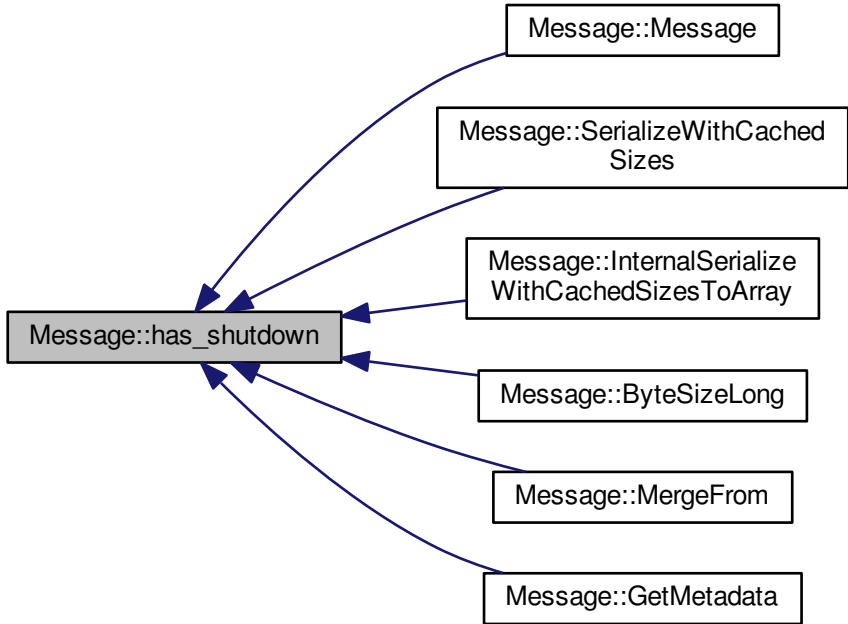 Message::Message
Message::SerializeWithCached
Sizes
Message::InternalSerialize
WithCachedSizesToArray
Message::has_shutdown
Message::ByteSizeLong
Message::MergeFrom
Message::GetMetadata